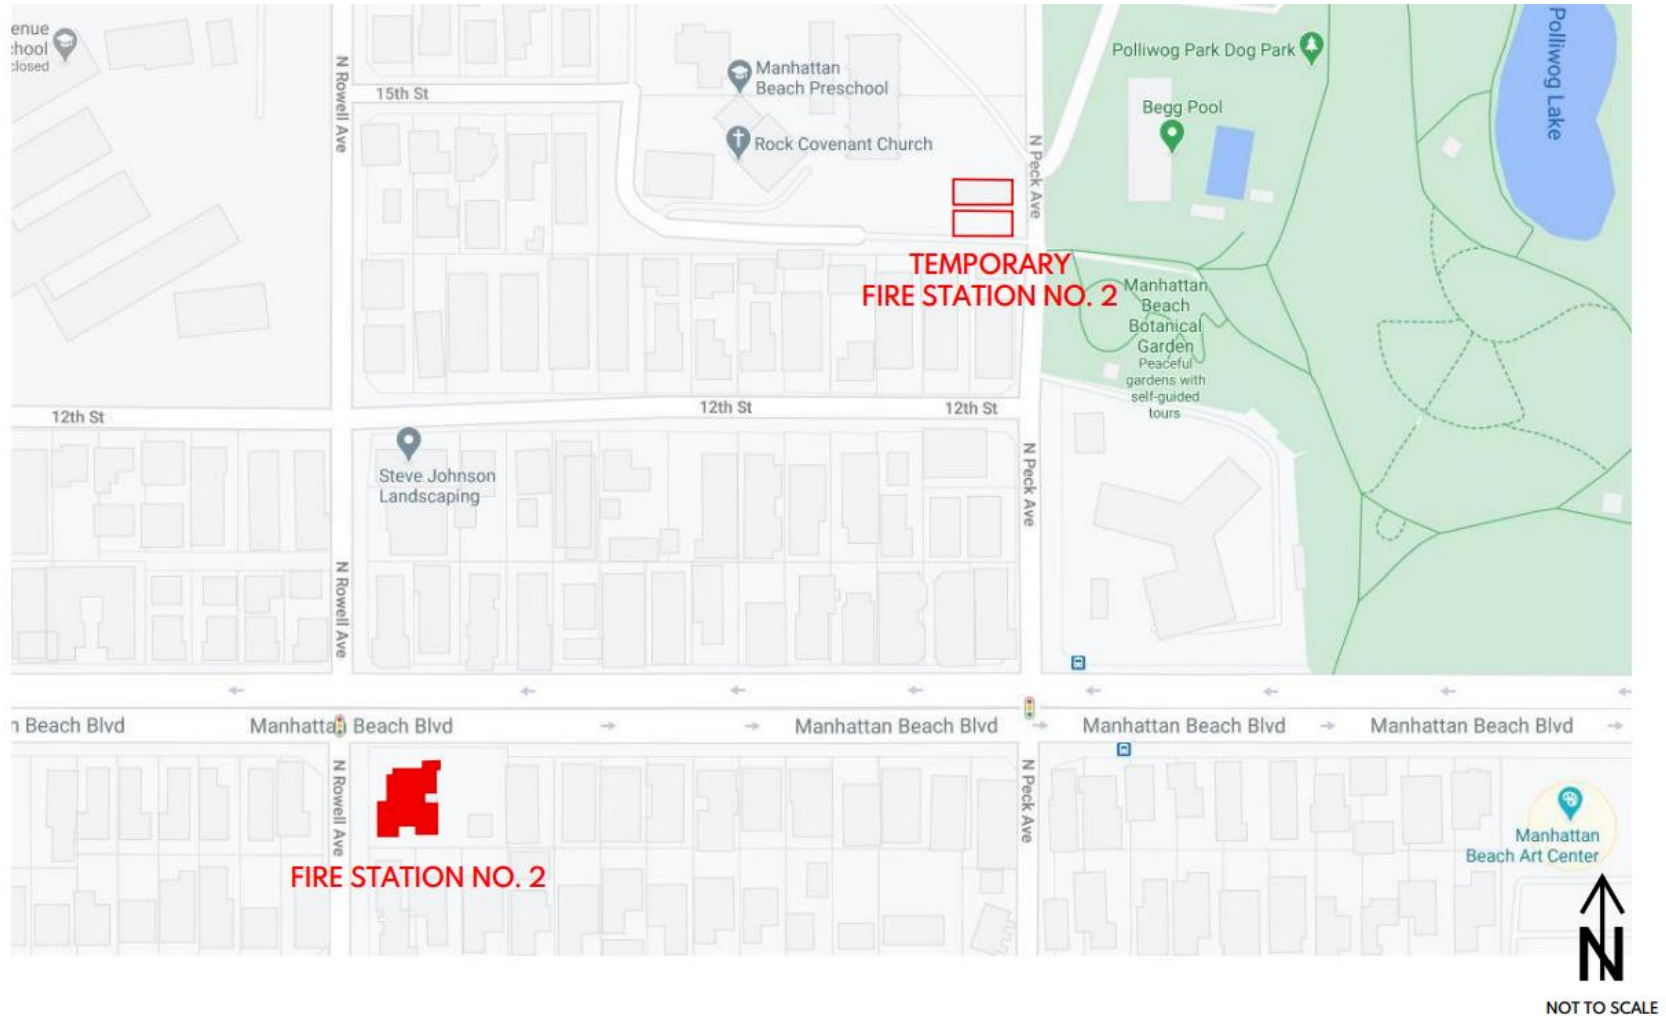 enue
chool
closed
N Rowell Ave
15th St
Manhattan
Beach Preschool
Rock Covenant Church
N Peck Ave
Polliwog Park Dog Park
Begg Pool
Polliwog Lake
TEMPORARY
FIRE STATION NO. 2
Manhattan
Beach
Botanical
Garden
Peaceful
gardens with
self-guided
tours
12th St
12th St
12th St
Steve Johnson
Landscaping
N Peck Ave
N Rowell Ave
n Beach Blvd
Manhattan Beach Blvd
Manhattan Beach Blvd
Manhattan Beach Blvd
Manhattan Beach Blvd
N Rowell Ave
N Peck Ave
FIRE STATION NO. 2
Manhattan
Beach Art Center
N
NOT TO SCALE